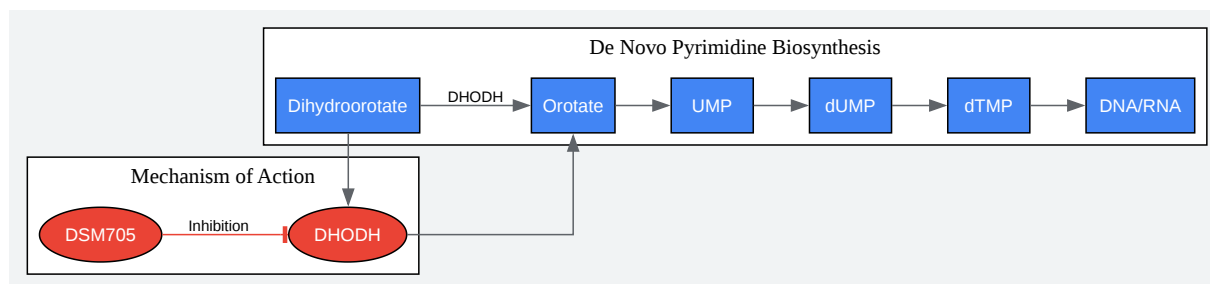 De Novo Pyrimidine Biosynthesis
Dihydroorotate
DHODH
Orotate
UMP
dUMP
dTMP
DNA/RNA
Mechanism of Action
DSM705
Inhibition
DHODH